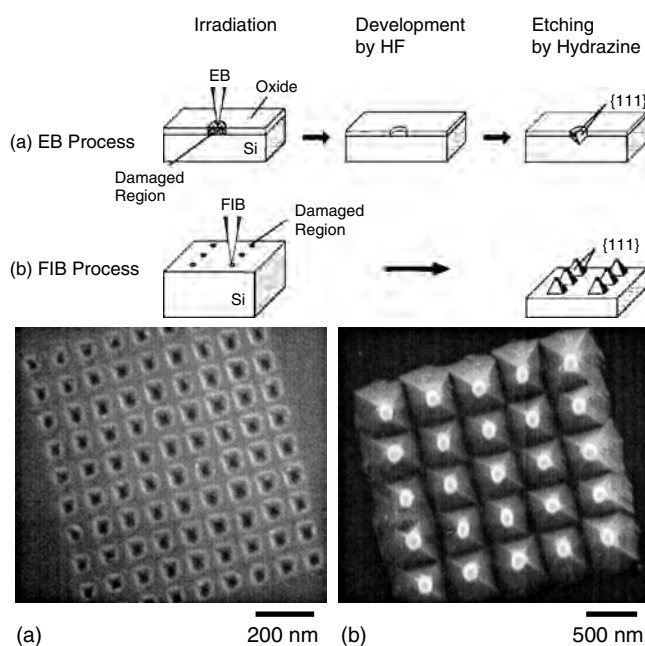 Irradiation
Development
by HF
Etching
by Hydrazine
EB
Oxide
{111}
(a) EB Process
Si
Damaged
Region
FIB
Damaged
Region
{111}
(b) FIB Process
Si
(a)
200 nm
(b)
500 nm